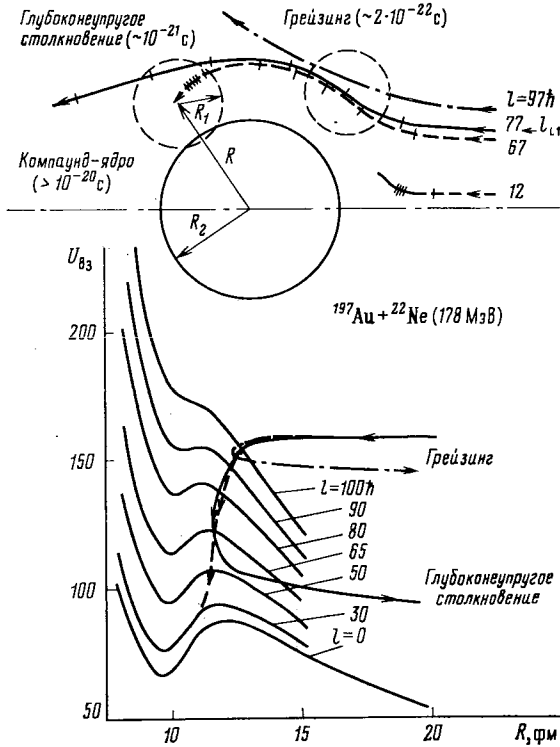 Глубоконеупругое
столкновение (~10⁻²¹с)
Грейзинг (~2·10⁻²²с)
l=97ħ
77
67
12
R₁
R
R₂
Компаунд-ядро
(> 10⁻²⁰с)
U_вз
¹⁹⁷Au+²²Ne (178 МэВ)
200
150
100
50
Грейзинг
l=100ħ
90
80
65
50
30
l=0
Глубоконеупругое
столкновение
10
15
20
R, фм